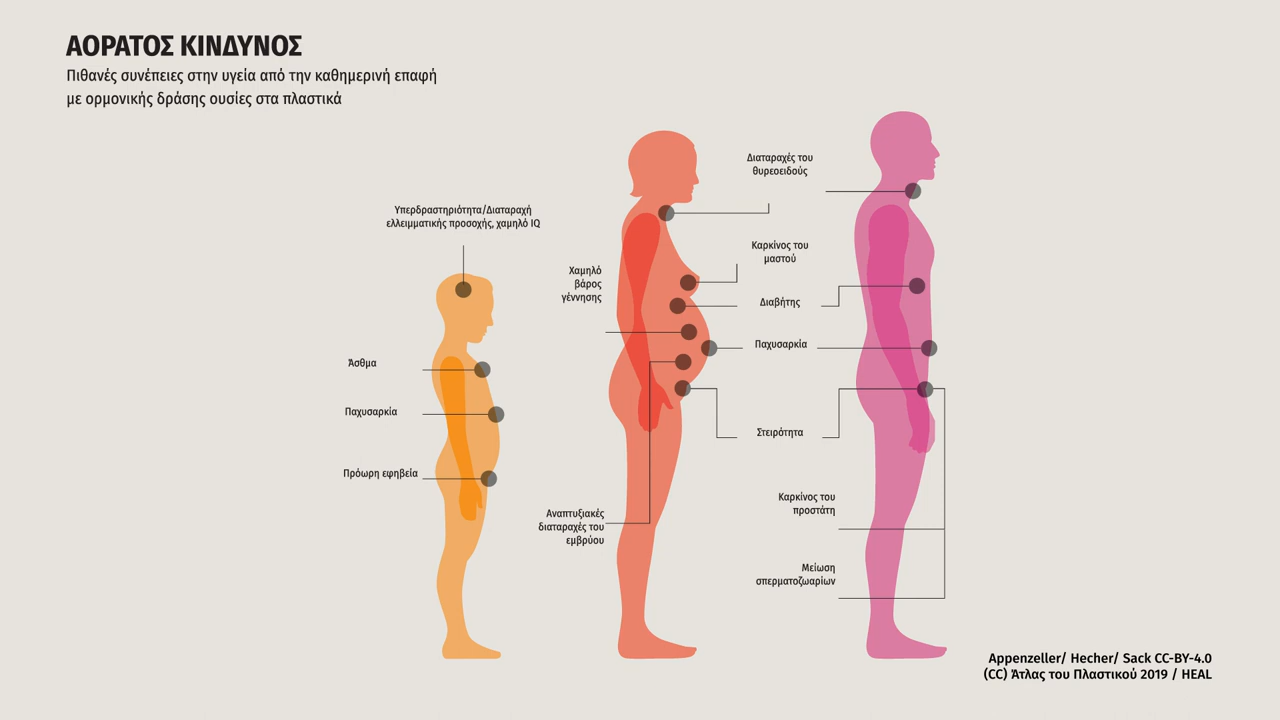 ΑΟΡΑΤΟΣ ΚΙΝΔΥΝΟΣ
Πιθανές συνέπειες στην υγεία από την καθημερινή επαφή
με ορμονικής δράσης ουσίες στα πλαστικά
Υπερδραστηριότητα/Διαταραχή
ελλειμματικής προσοχής, χαμηλό IQ
Άσθμα
Παχυσαρκία
Πρόωρη εφηβεία
Χαμηλό
βάρος
γέννησης
Αναπτυξιακές
διαταραχές του
εμβρύου
Διαταραχές του
θυρεοειδούς
Καρκίνος του
μαστού
Διαβήτης
Παχυσαρκία
Στειρότητα
Καρκίνος του
προστάτη
Μείωση
σπερματοζωαρίων
Appenzeller/ Hecher/ Sack CC-BY-4.0
(CC) Άτλας του Πλαστικού 2019 / HEAL